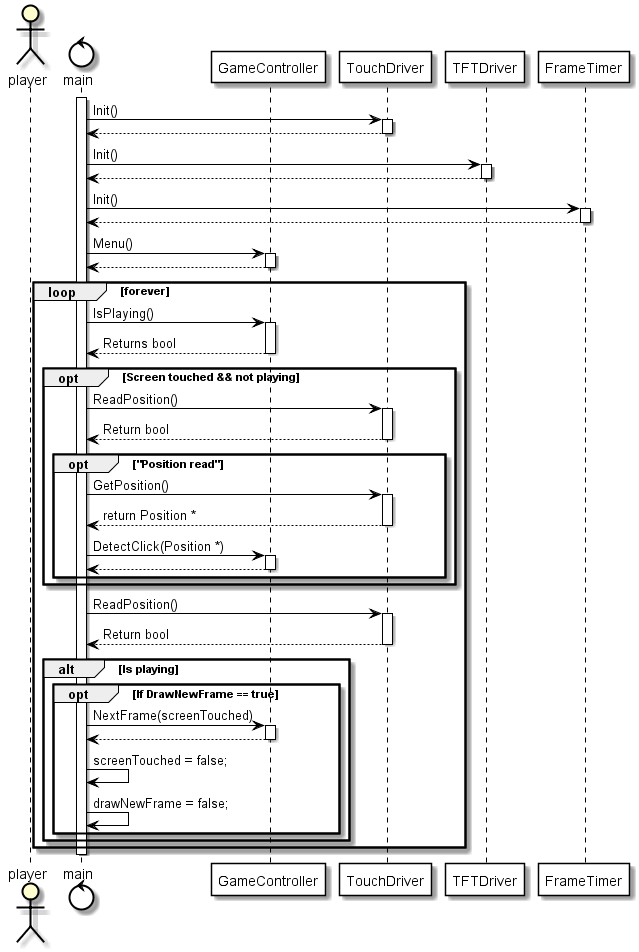 player
main
GameController
TouchDriver
TFTDriver
FrameTimer
Init()
Init()
Init()
Menu()
loop [forever]
IsPlaying()
Returns bool
opt [Screen touched && not playing]
ReadPosition()
Return bool
opt ["Position read"]
GetPosition()
return Position *
DetectClick(Position *)
ReadPosition()
Return bool
alt [Is playing]
opt [If DrawNewFrame == true]
NextFrame(screenTouched)
screenTouched = false;
drawNewFrame = false;
player
main
GameController
TouchDriver
TFTDriver
FrameTimer